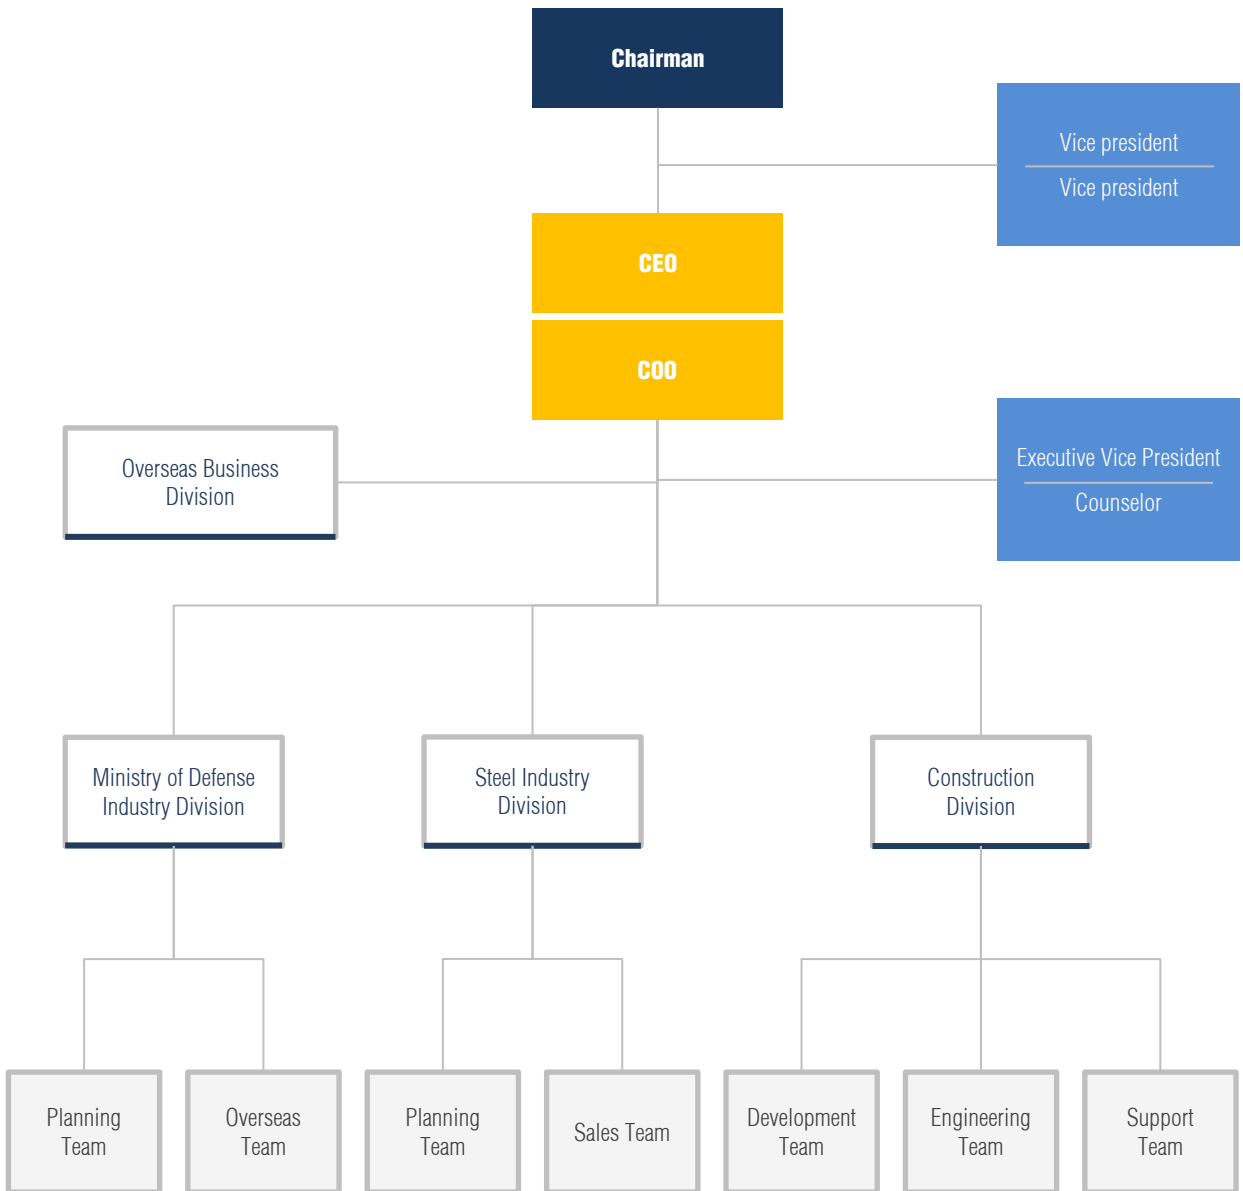 Chairman
Vice president
Vice president
CEO
COO
Overseas Business
Division
Executive Vice President
Counselor
Ministry of Defense
Industry Division
Steel Industry
Division
Construction
Division
Planning
Team
Overseas
Team
Planning
Team
Sales Team
Development
Team
Engineering
Team
Support
Team